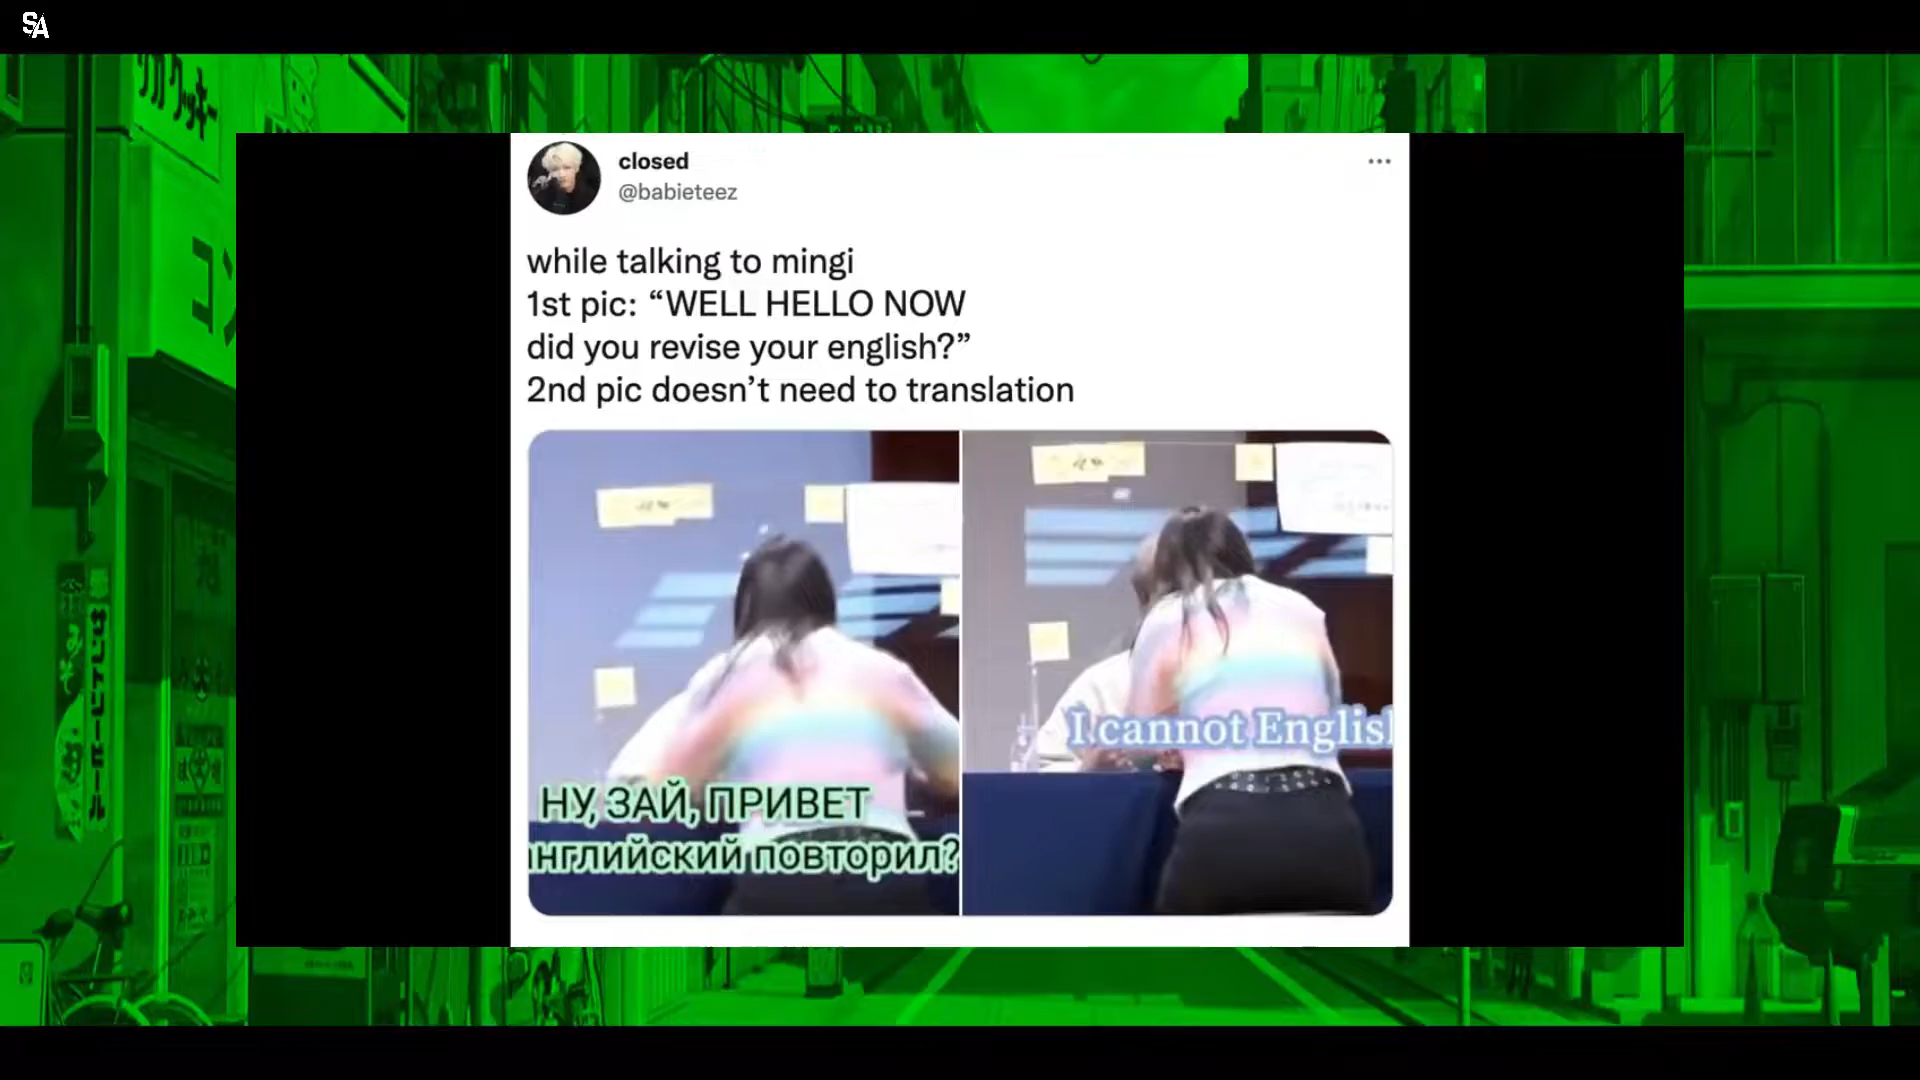 SA
closed
@babieteez
while talking to mingi
1st pic: “WELL HELLO NOW
did you revise your english?”
2nd pic doesn’t need to translation
НУ, ЗАЙ, ПРИВЕТ
нглийский повторил?
I cannot Englis